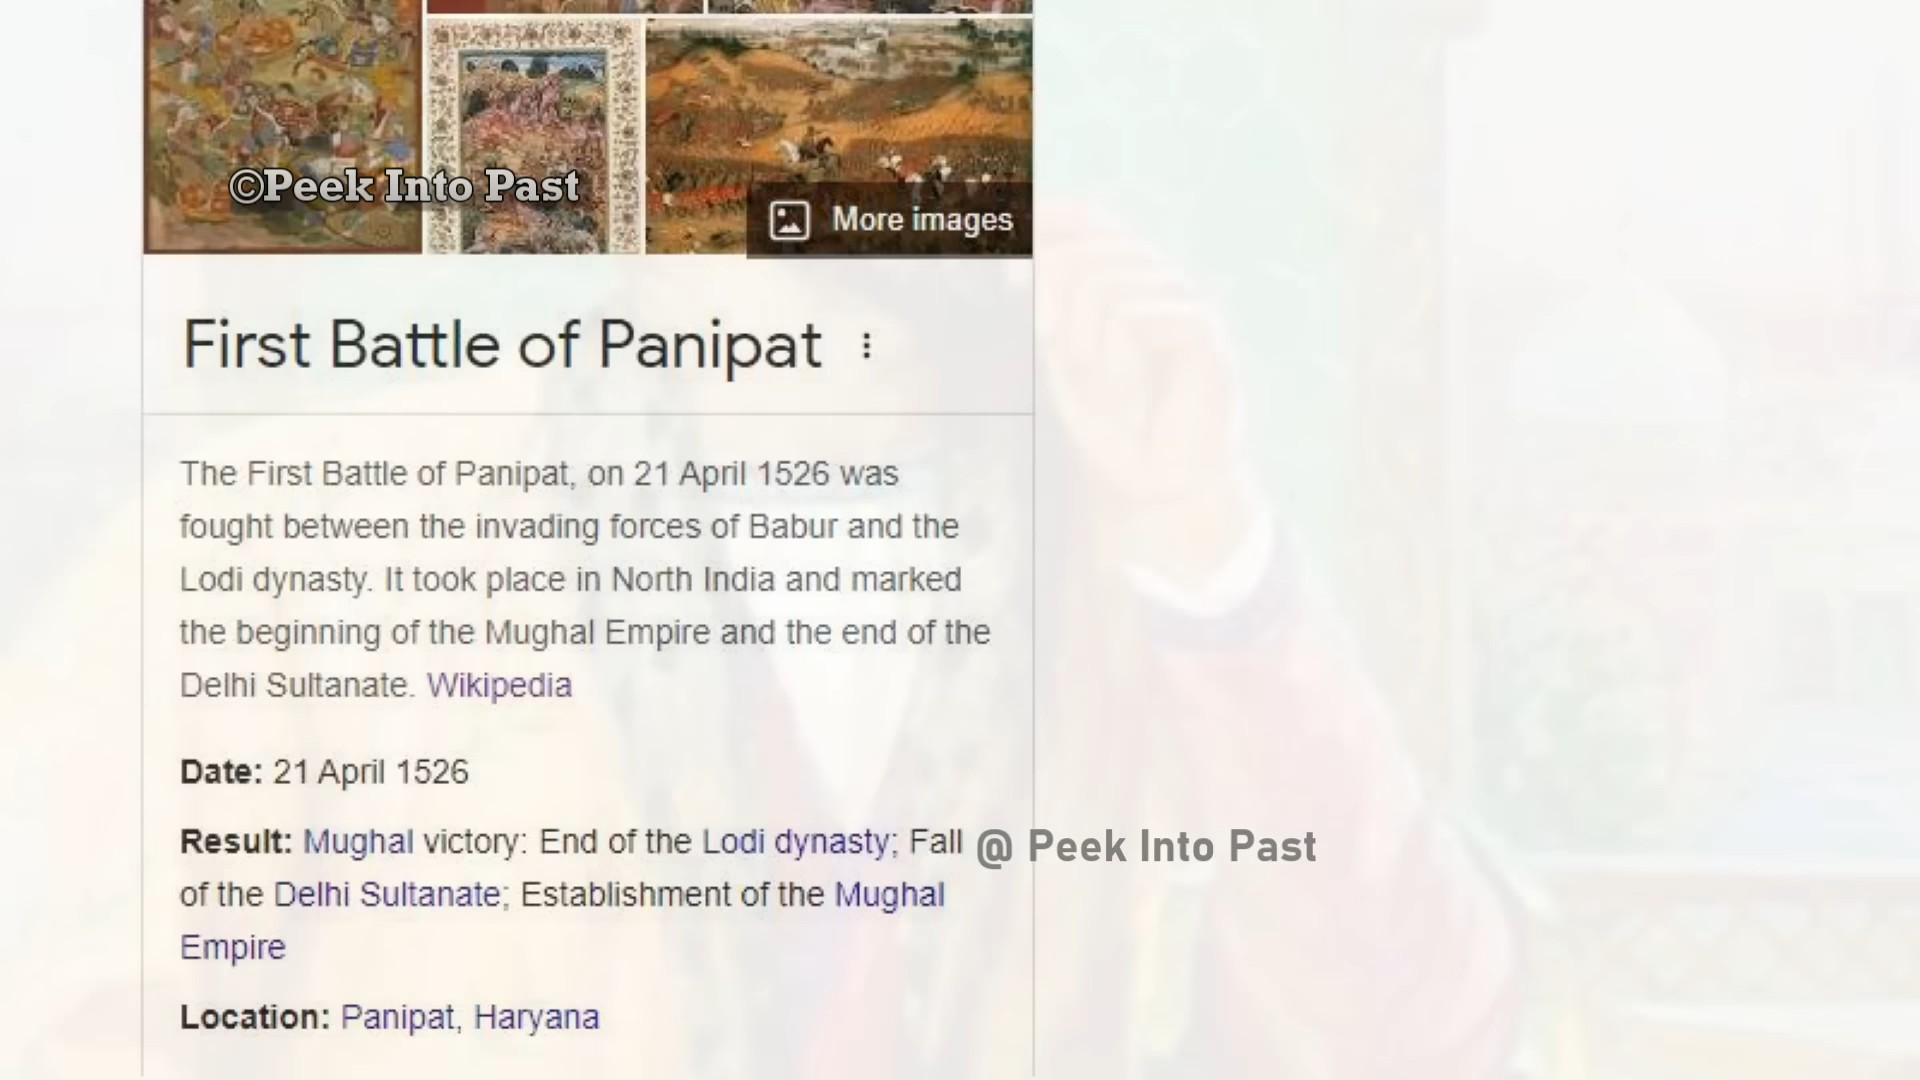 ©Peek Into Past
More images
First Battle of Panipat
The First Battle of Panipat, on 21 April 1526 was
fought between the invading forces of Babur and the
Lodi dynasty. It took place in North India and marked
the beginning of the Mughal Empire and the end of the
Delhi Sultanate. Wikipedia
Date: 21 April 1526
Result: Mughal victory: End of the Lodi dynasty; Fall
@ Peek Into Past
of the Delhi Sultanate; Establishment of the Mughal
Empire
Location: Panipat, Haryana